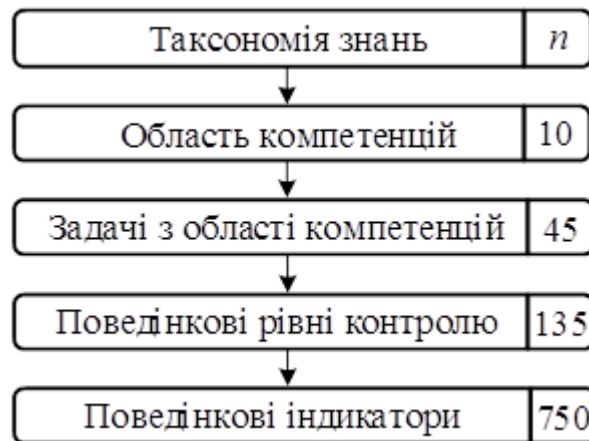 Таксономія знань n
Область компетенцій 10
Задачі з області компетенцій 45
Поведінкові рівні контролю 135
Поведінкові індикатори 750